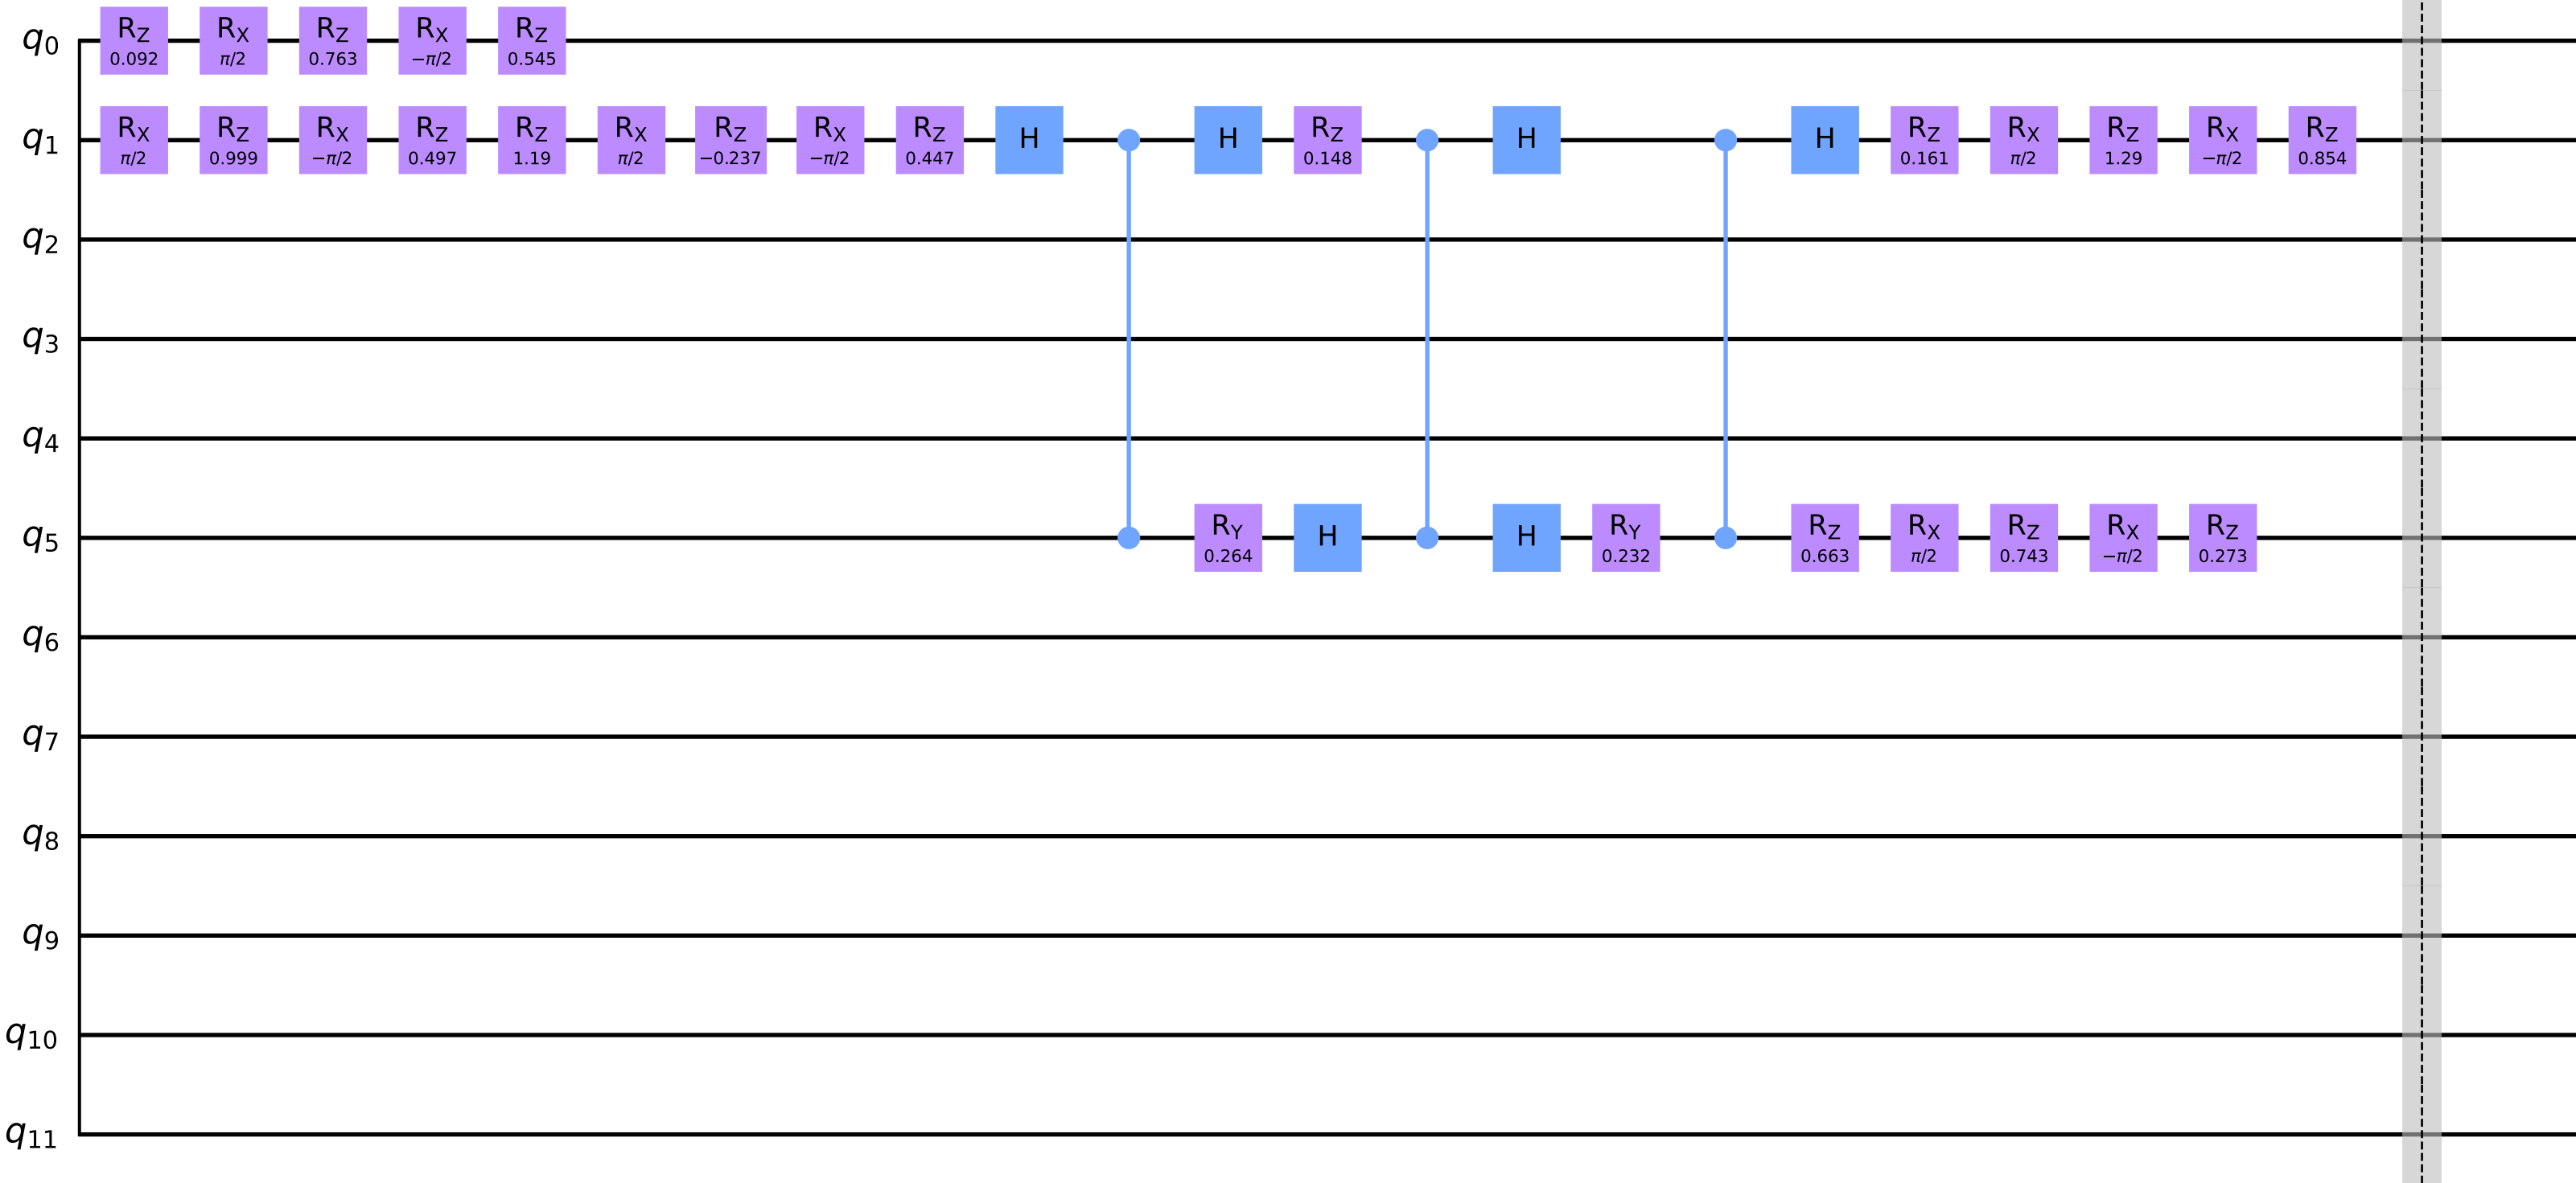 q0 RZ RX RZ RX RZ
0.092 π/2 0.763 −π/2 0.545
q1 RX RZ RX RZ RZ RX RZ RX RZ H H RZ H H RZ RX RZ RX RZ
π/2 0.999 −π/2 0.497 1.19 π/2 −0.237 −π/2 0.447 0.148 0.161 π/2 1.29 −π/2 0.854
q2
q3
q4
q5 RY H H RY RZ RX RZ RX RZ
0.264 0.232 0.663 π/2 0.743 −π/2 0.273
q6
q7
q8
q9
q10
q11